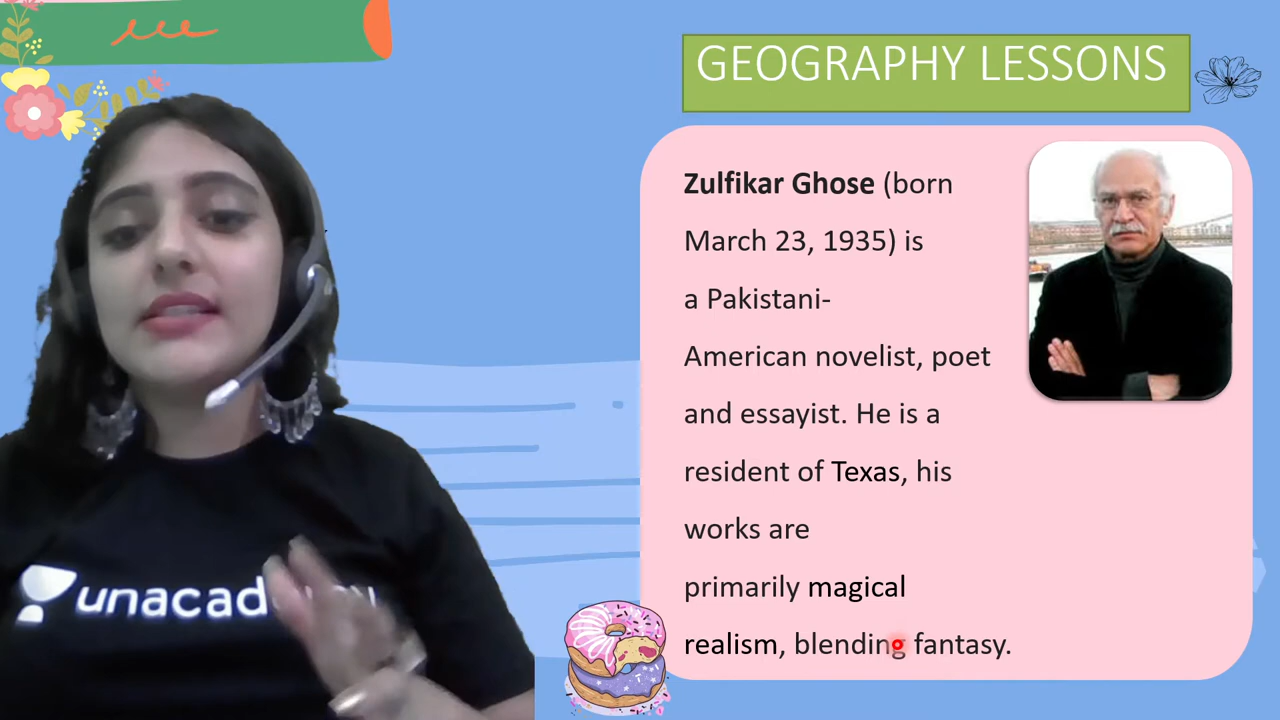 GEOGRAPHY LESSONS
Zulfikar Ghose (born
March 23, 1935) is
a Pakistani-
American novelist, poet
and essayist. He is a
resident of Texas, his
works are
primarily magical
realism, blending fantasy.